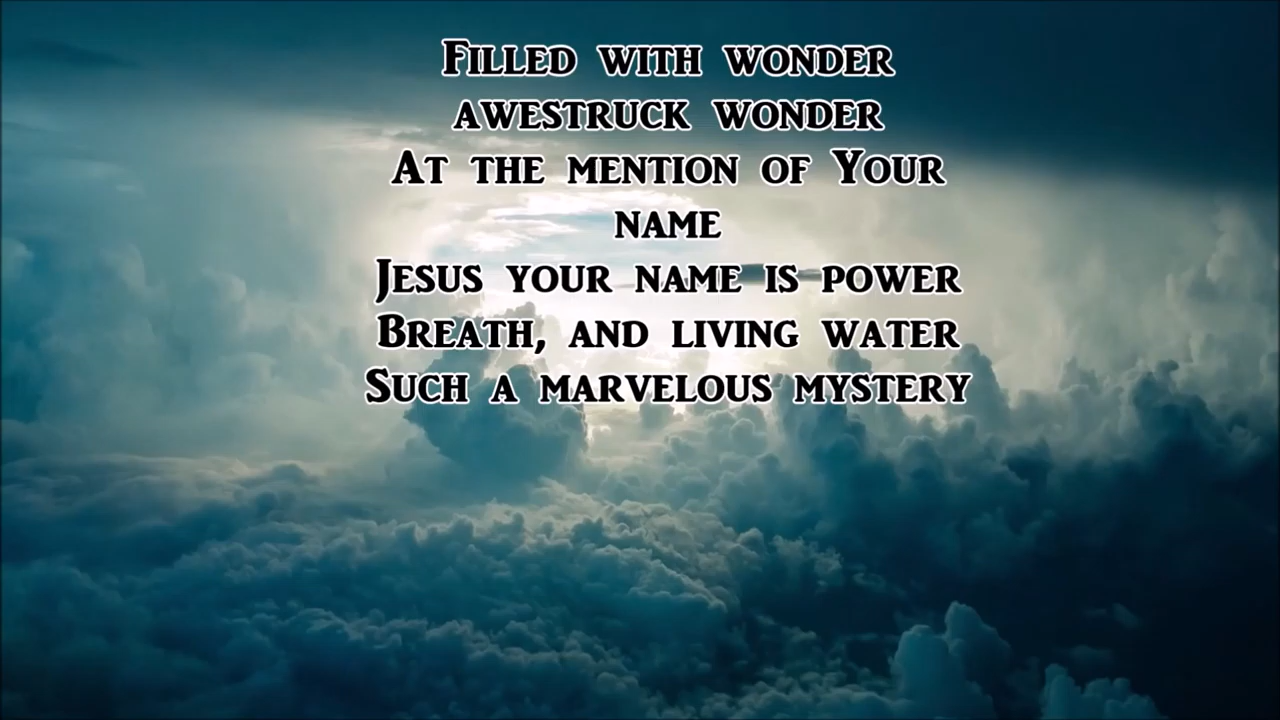 Filled with wonder
awestruck wonder
At the mention of Your
name
Jesus your name is power
Breath, and living water
Such a marvelous mystery